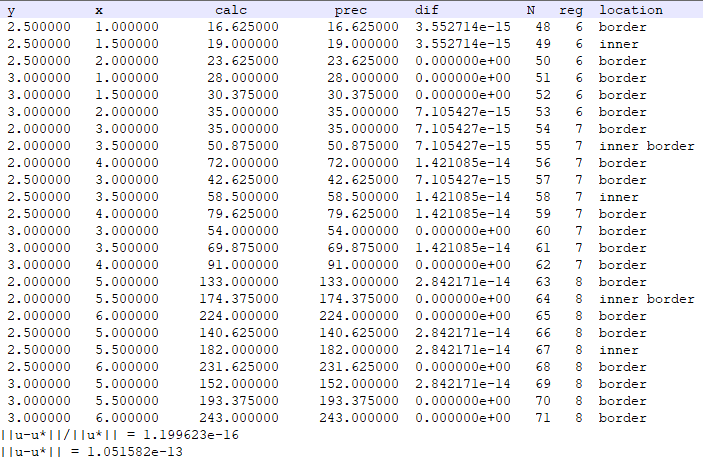 y x calc prec dif N reg location
2.500000 1.000000 16.625000 16.625000 3.552714e-15 48 6 border
2.500000 1.500000 19.000000 19.000000 3.552714e-15 49 6 inner
2.500000 2.000000 23.625000 23.625000 0.000000e+00 50 6 border
3.000000 1.000000 28.000000 28.000000 0.000000e+00 51 6 border
3.000000 1.500000 30.375000 30.375000 0.000000e+00 52 6 border
3.000000 2.000000 35.000000 35.000000 7.105427e-15 53 6 border
2.000000 3.000000 35.000000 35.000000 7.105427e-15 54 7 border
2.000000 3.500000 50.875000 50.875000 7.105427e-15 55 7 inner border
2.000000 4.000000 72.000000 72.000000 1.421085e-14 56 7 border
2.500000 3.000000 42.625000 42.625000 7.105427e-15 57 7 border
2.500000 3.500000 58.500000 58.500000 1.421085e-14 58 7 inner
2.500000 4.000000 79.625000 79.625000 1.421085e-14 59 7 border
3.000000 3.000000 54.000000 54.000000 0.000000e+00 60 7 border
3.000000 3.500000 69.875000 69.875000 1.421085e-14 61 7 border
3.000000 4.000000 91.000000 91.000000 0.000000e+00 62 7 border
2.000000 5.000000 133.000000 133.000000 2.842171e-14 63 8 border
2.000000 5.500000 174.375000 174.375000 0.000000e+00 64 8 inner border
2.000000 6.000000 224.000000 224.000000 0.000000e+00 65 8 border
2.500000 5.000000 140.625000 140.625000 2.842171e-14 66 8 border
2.500000 5.500000 182.000000 182.000000 2.842171e-14 67 8 inner
2.500000 6.000000 231.625000 231.625000 0.000000e+00 68 8 border
3.000000 5.000000 152.000000 152.000000 2.842171e-14 69 8 border
3.000000 5.500000 193.375000 193.375000 0.000000e+00 70 8 border
3.000000 6.000000 243.000000 243.000000 0.000000e+00 71 8 border
||u-u*||/||u*|| = 1.199623e-16
||u-u*|| = 1.051582e-13